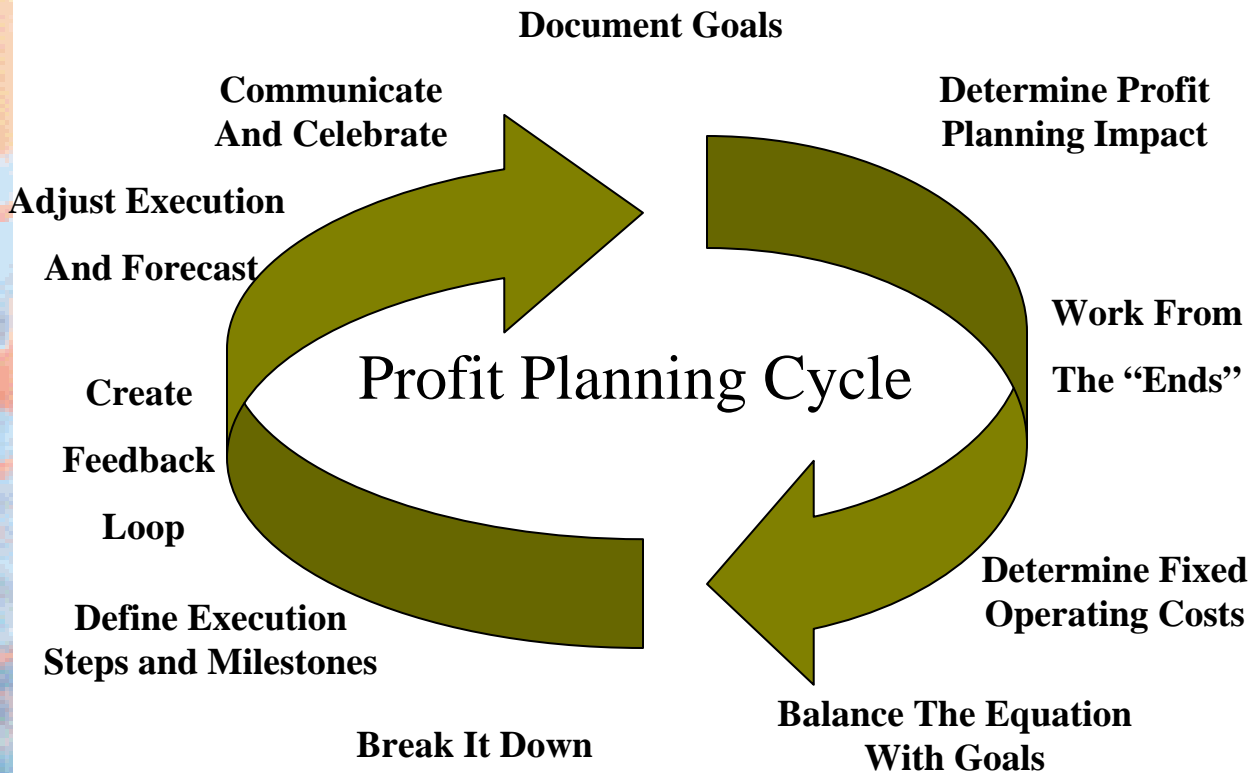 Document Goals
Determine Profit
Planning Impact
Work From
The “Ends”
Determine Fixed
Operating Costs
Balance The Equation
With Goals
Break It Down
Define Execution
Steps and Milestones
Create
Feedback
Loop
Adjust Execution
And Forecast
Communicate
And Celebrate
Profit Planning Cycle